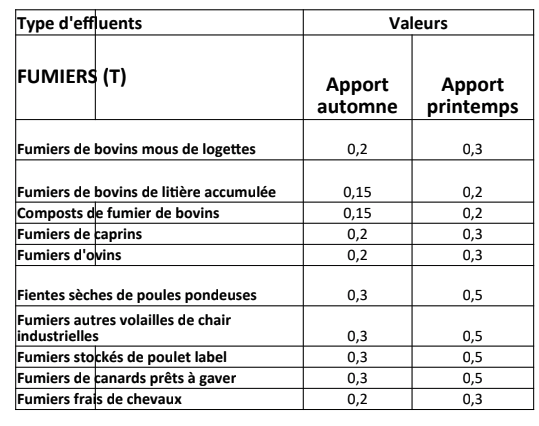 Type d'effluents Valeurs
FUMIERS (T) Apport automne Apport printemps
Fumiers de bovins mous de logettes 0,2 0,3
Fumiers de bovins de litière accumulée 0,15 0,2
Composts de fumier de bovins 0,15 0,2
Fumiers de caprins 0,2 0,3
Fumiers d'ovins 0,2 0,3
Fientes sèches de poules pondeuses 0,3 0,5
Fumiers autres volailles de chair
industrielles 0,3 0,5
Fumiers stockés de poulet label 0,3 0,5
Fumiers de canards prêts à gaver 0,3 0,5
Fumiers frais de chevaux 0,2 0,3